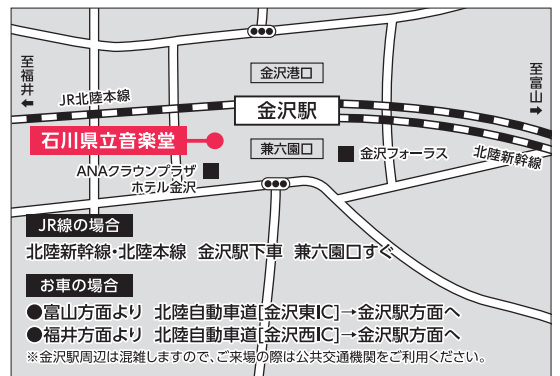 金沢港口
至福井
至富山
JR北陸本線
金沢駅
石川県立音楽堂
兼六園口
金沢フォーラス
北陸新幹線
ANAクラウンプラザ
ホテル金沢
JR線の場合
北陸新幹線・北陸本線 金沢駅下車 兼六園口すぐ
お車の場合
●富山方面より 北陸自動車道[金沢東IC]→金沢駅方面へ
●福井方面より 北陸自動車道[金沢西IC]→金沢駅方面へ
※金沢駅周辺は混雑しますので、ご来場の際は公共交通機関をご利用ください。